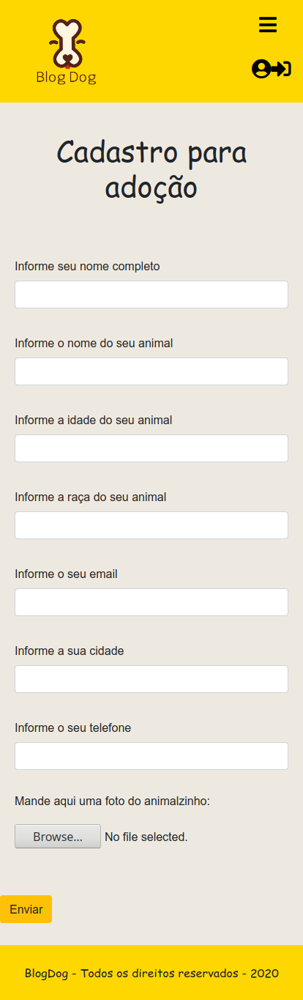 Blog Dog
Cadastro para
adoção
Informe seu nome completo
Informe o nome do seu animal
Informe a idade do seu animal
Informe a raça do seu animal
Informe o seu email
Informe a sua cidade
Informe o seu telefone
Mande aqui uma foto do animalzinho:
Browse... No file selected.
Enviar
BlogDog - Todos os direitos reservados - 2020